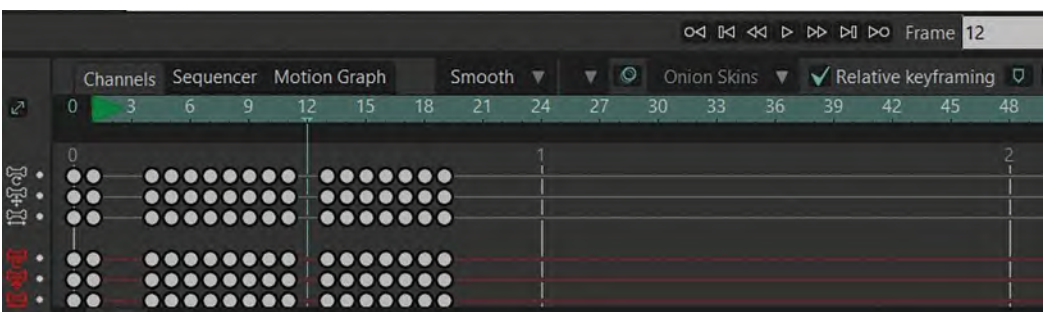 Frame 12
Channels Sequencer Motion Graph Smooth Onion Skins Relative keyframing
0 3 6 9 12 15 18 21 24 27 30 33 36 39 42 45 48
0 1 2